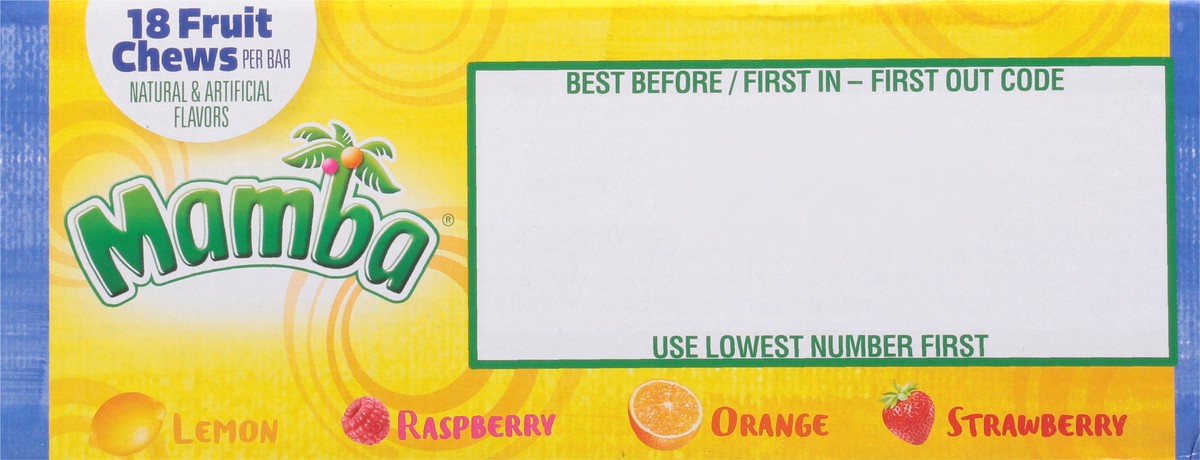 18 Fruit
Chews PER BAR
NATURAL & ARTIFICIAL
FLAVORS
Mamba®
BEST BEFORE / FIRST IN – FIRST OUT CODE
USE LOWEST NUMBER FIRST
LEMON
RASPBERRY
ORANGE
STRAWBERRY